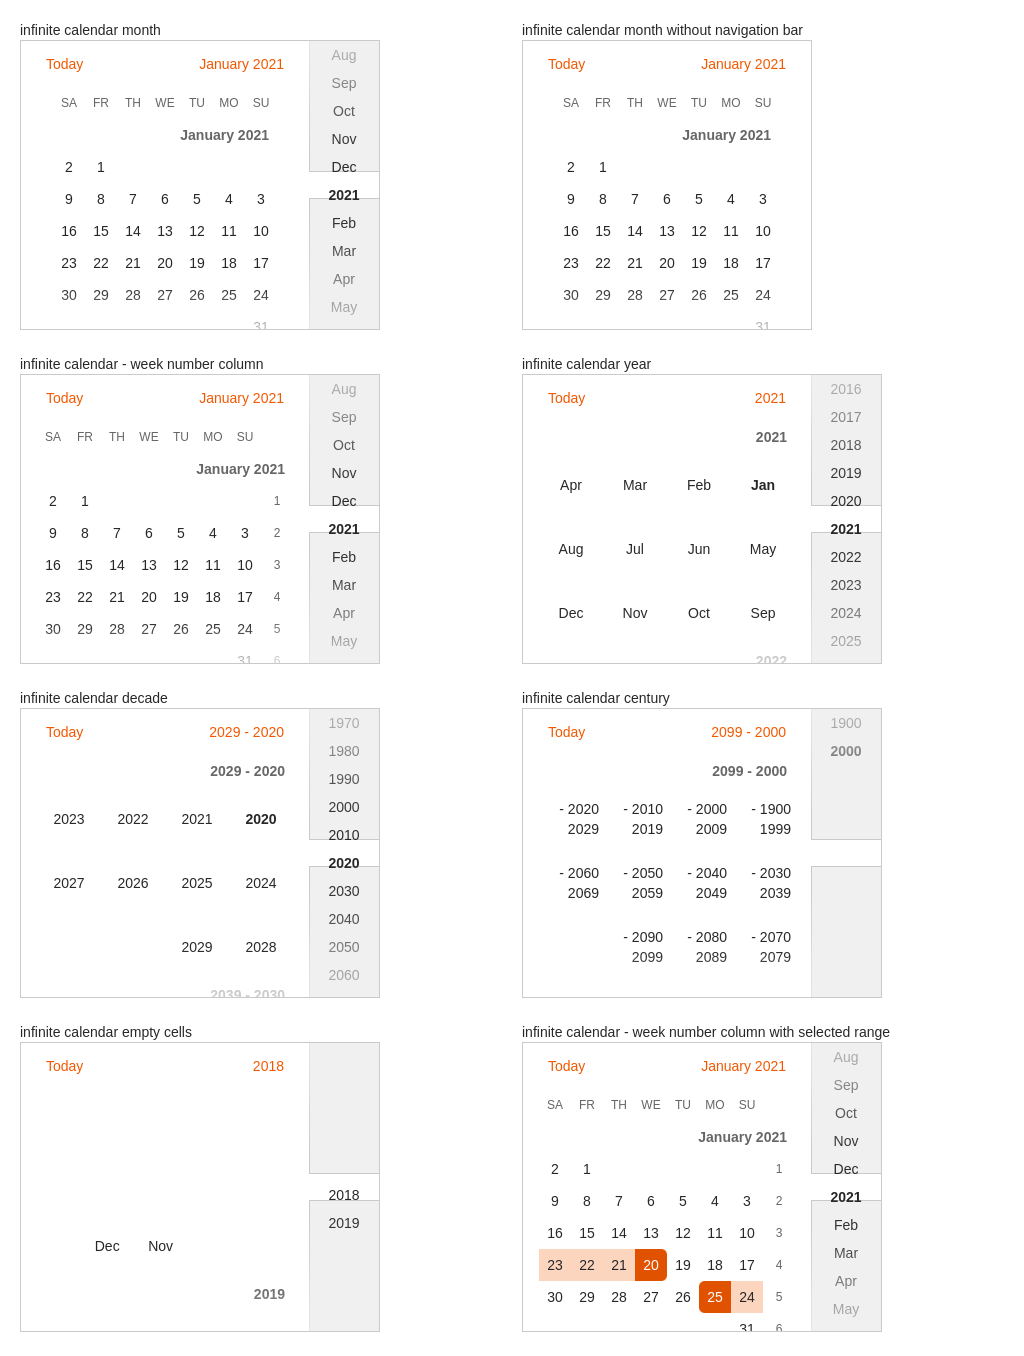 infinite calendar month
Today January 2021
SA FR TH WE TU MO SU
January 2021
2 1
9 8 7 6 5 4 3
16 15 14 13 12 11 10
23 22 21 20 19 18 17
30 29 28 27 26 25 24
31
Aug
Sep
Oct
Nov
Dec
2021
Feb
Mar
Apr
May
infinite calendar month without navigation bar
Today January 2021
SA FR TH WE TU MO SU
January 2021
2 1
9 8 7 6 5 4 3
16 15 14 13 12 11 10
23 22 21 20 19 18 17
30 29 28 27 26 25 24
31
infinite calendar - week number column
Today January 2021
SA FR TH WE TU MO SU
January 2021
2 1 1
9 8 7 6 5 4 3 2
16 15 14 13 12 11 10 3
23 22 21 20 19 18 17 4
30 29 28 27 26 25 24 5
31 6
Aug
Sep
Oct
Nov
Dec
2021
Feb
Mar
Apr
May
infinite calendar year
Today 2021
2021
Apr Mar Feb Jan
Aug Jul Jun May
Dec Nov Oct Sep
2022
2016
2017
2018
2019
2020
2021
2022
2023
2024
2025
infinite calendar decade
Today 2029 - 2020
2029 - 2020
2023 2022 2021 2020
2027 2026 2025 2024
2029 2028
2039 - 2030
1970
1980
1990
2000
2010
2020
2030
2040
2050
2060
infinite calendar century
Today 2099 - 2000
2099 - 2000
- 2020 - 2010 - 2000 - 1900
2029 2019 2009 1999
- 2060 - 2050 - 2040 - 2030
2069 2059 2049 2039
- 2090 - 2080 - 2070
2099 2089 2079
1900
2000
infinite calendar empty cells
Today 2018
Dec Nov
2019
2018
2019
infinite calendar - week number column with selected range
Today January 2021
SA FR TH WE TU MO SU
January 2021
2 1 1
9 8 7 6 5 4 3 2
16 15 14 13 12 11 10 3
23 22 21 20 19 18 17 4
30 29 28 27 26 25 24 5
31 6
Aug
Sep
Oct
Nov
Dec
2021
Feb
Mar
Apr
May